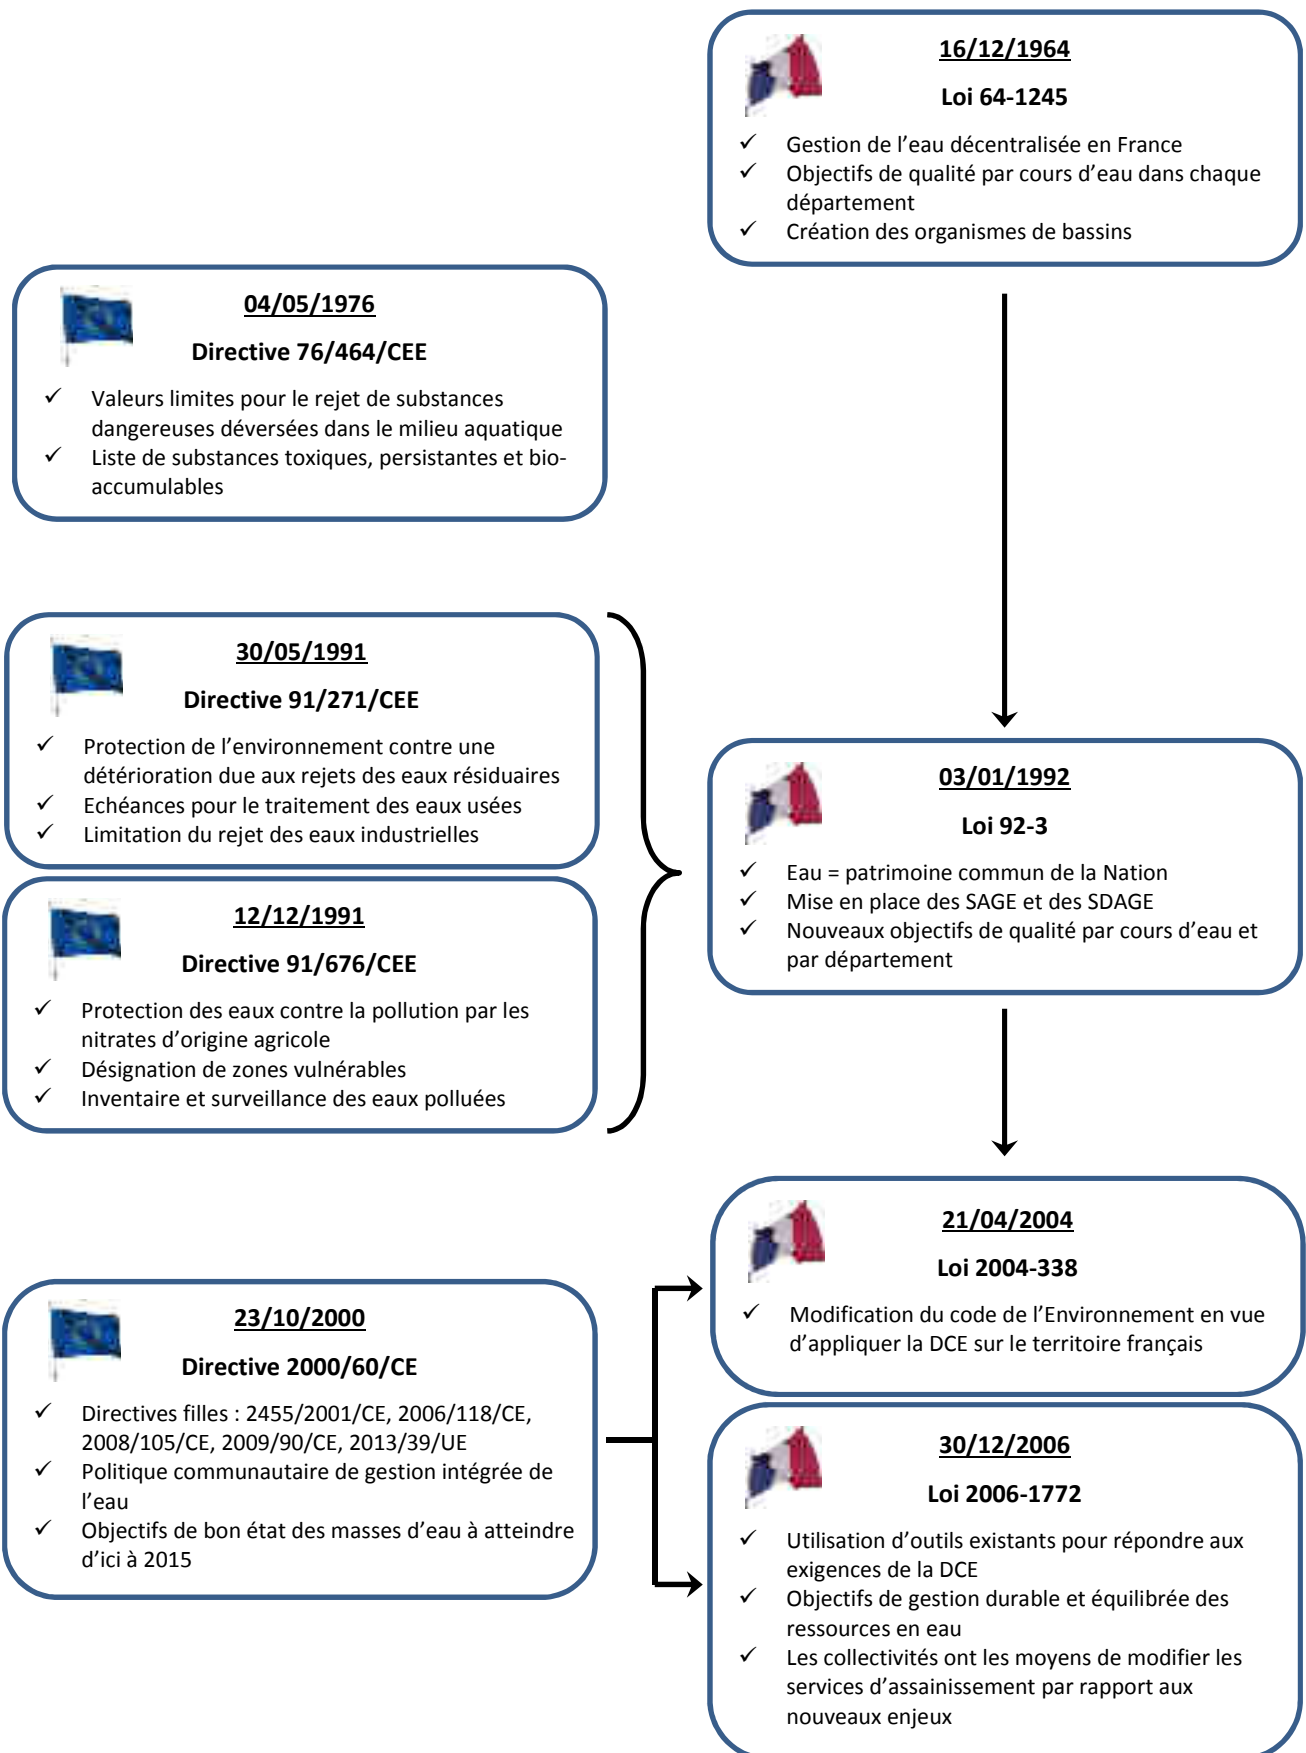 16/12/1964
Loi 64-1245
✓ Gestion de l’eau décentralisée en France
✓ Objectifs de qualité par cours d’eau dans chaque
département
✓ Création des organismes de bassins
04/05/1976
Directive 76/464/CEE
✓ Valeurs limites pour le rejet de substances
dangereuses déversées dans le milieu aquatique
✓ Liste de substances toxiques, persistantes et bio-
accumulables
30/05/1991
Directive 91/271/CEE
✓ Protection de l’environnement contre une
détérioration due aux rejets des eaux résiduaires
✓ Echéances pour le traitement des eaux usées
✓ Limitation du rejet des eaux industrielles
12/12/1991
Directive 91/676/CEE
✓ Protection des eaux contre la pollution par les
nitrates d’origine agricole
✓ Désignation de zones vulnérables
✓ Inventaire et surveillance des eaux polluées
03/01/1992
Loi 92-3
✓ Eau = patrimoine commun de la Nation
✓ Mise en place des SAGE et des SDAGE
✓ Nouveaux objectifs de qualité par cours d’eau et
par département
23/10/2000
Directive 2000/60/CE
✓ Directives filles : 2455/2001/CE, 2006/118/CE,
2008/105/CE, 2009/90/CE, 2013/39/UE
✓ Politique communautaire de gestion intégrée de
l’eau
✓ Objectifs de bon état des masses d’eau à atteindre
d’ici à 2015
21/04/2004
Loi 2004-338
✓ Modification du code de l’Environnement en vue
d’appliquer la DCE sur le territoire français
30/12/2006
Loi 2006-1772
✓ Utilisation d’outils existants pour répondre aux
exigences de la DCE
✓ Objectifs de gestion durable et équilibrée des
ressources en eau
✓ Les collectivités ont les moyens de modifier les
services d’assainissement par rapport aux
nouveaux enjeux